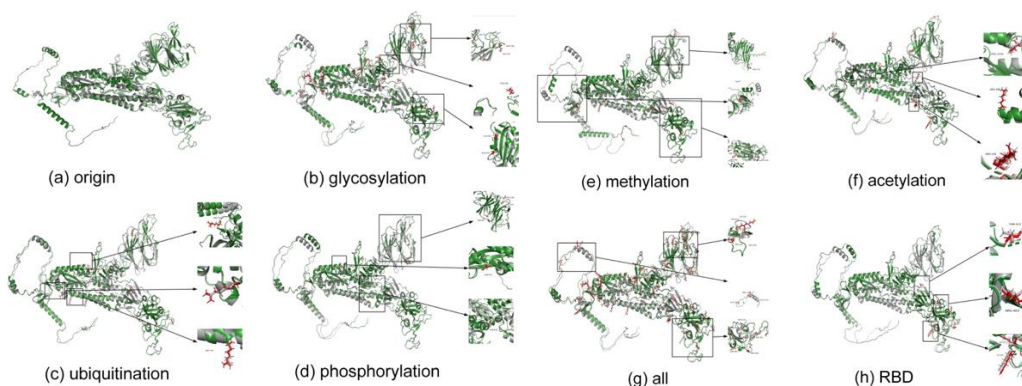 (a) origin
(b) glycosylation
(e) methylation
(f) acetylation
(c) ubiquitination
(d) phosphorylation
(g) all
(h) RBD